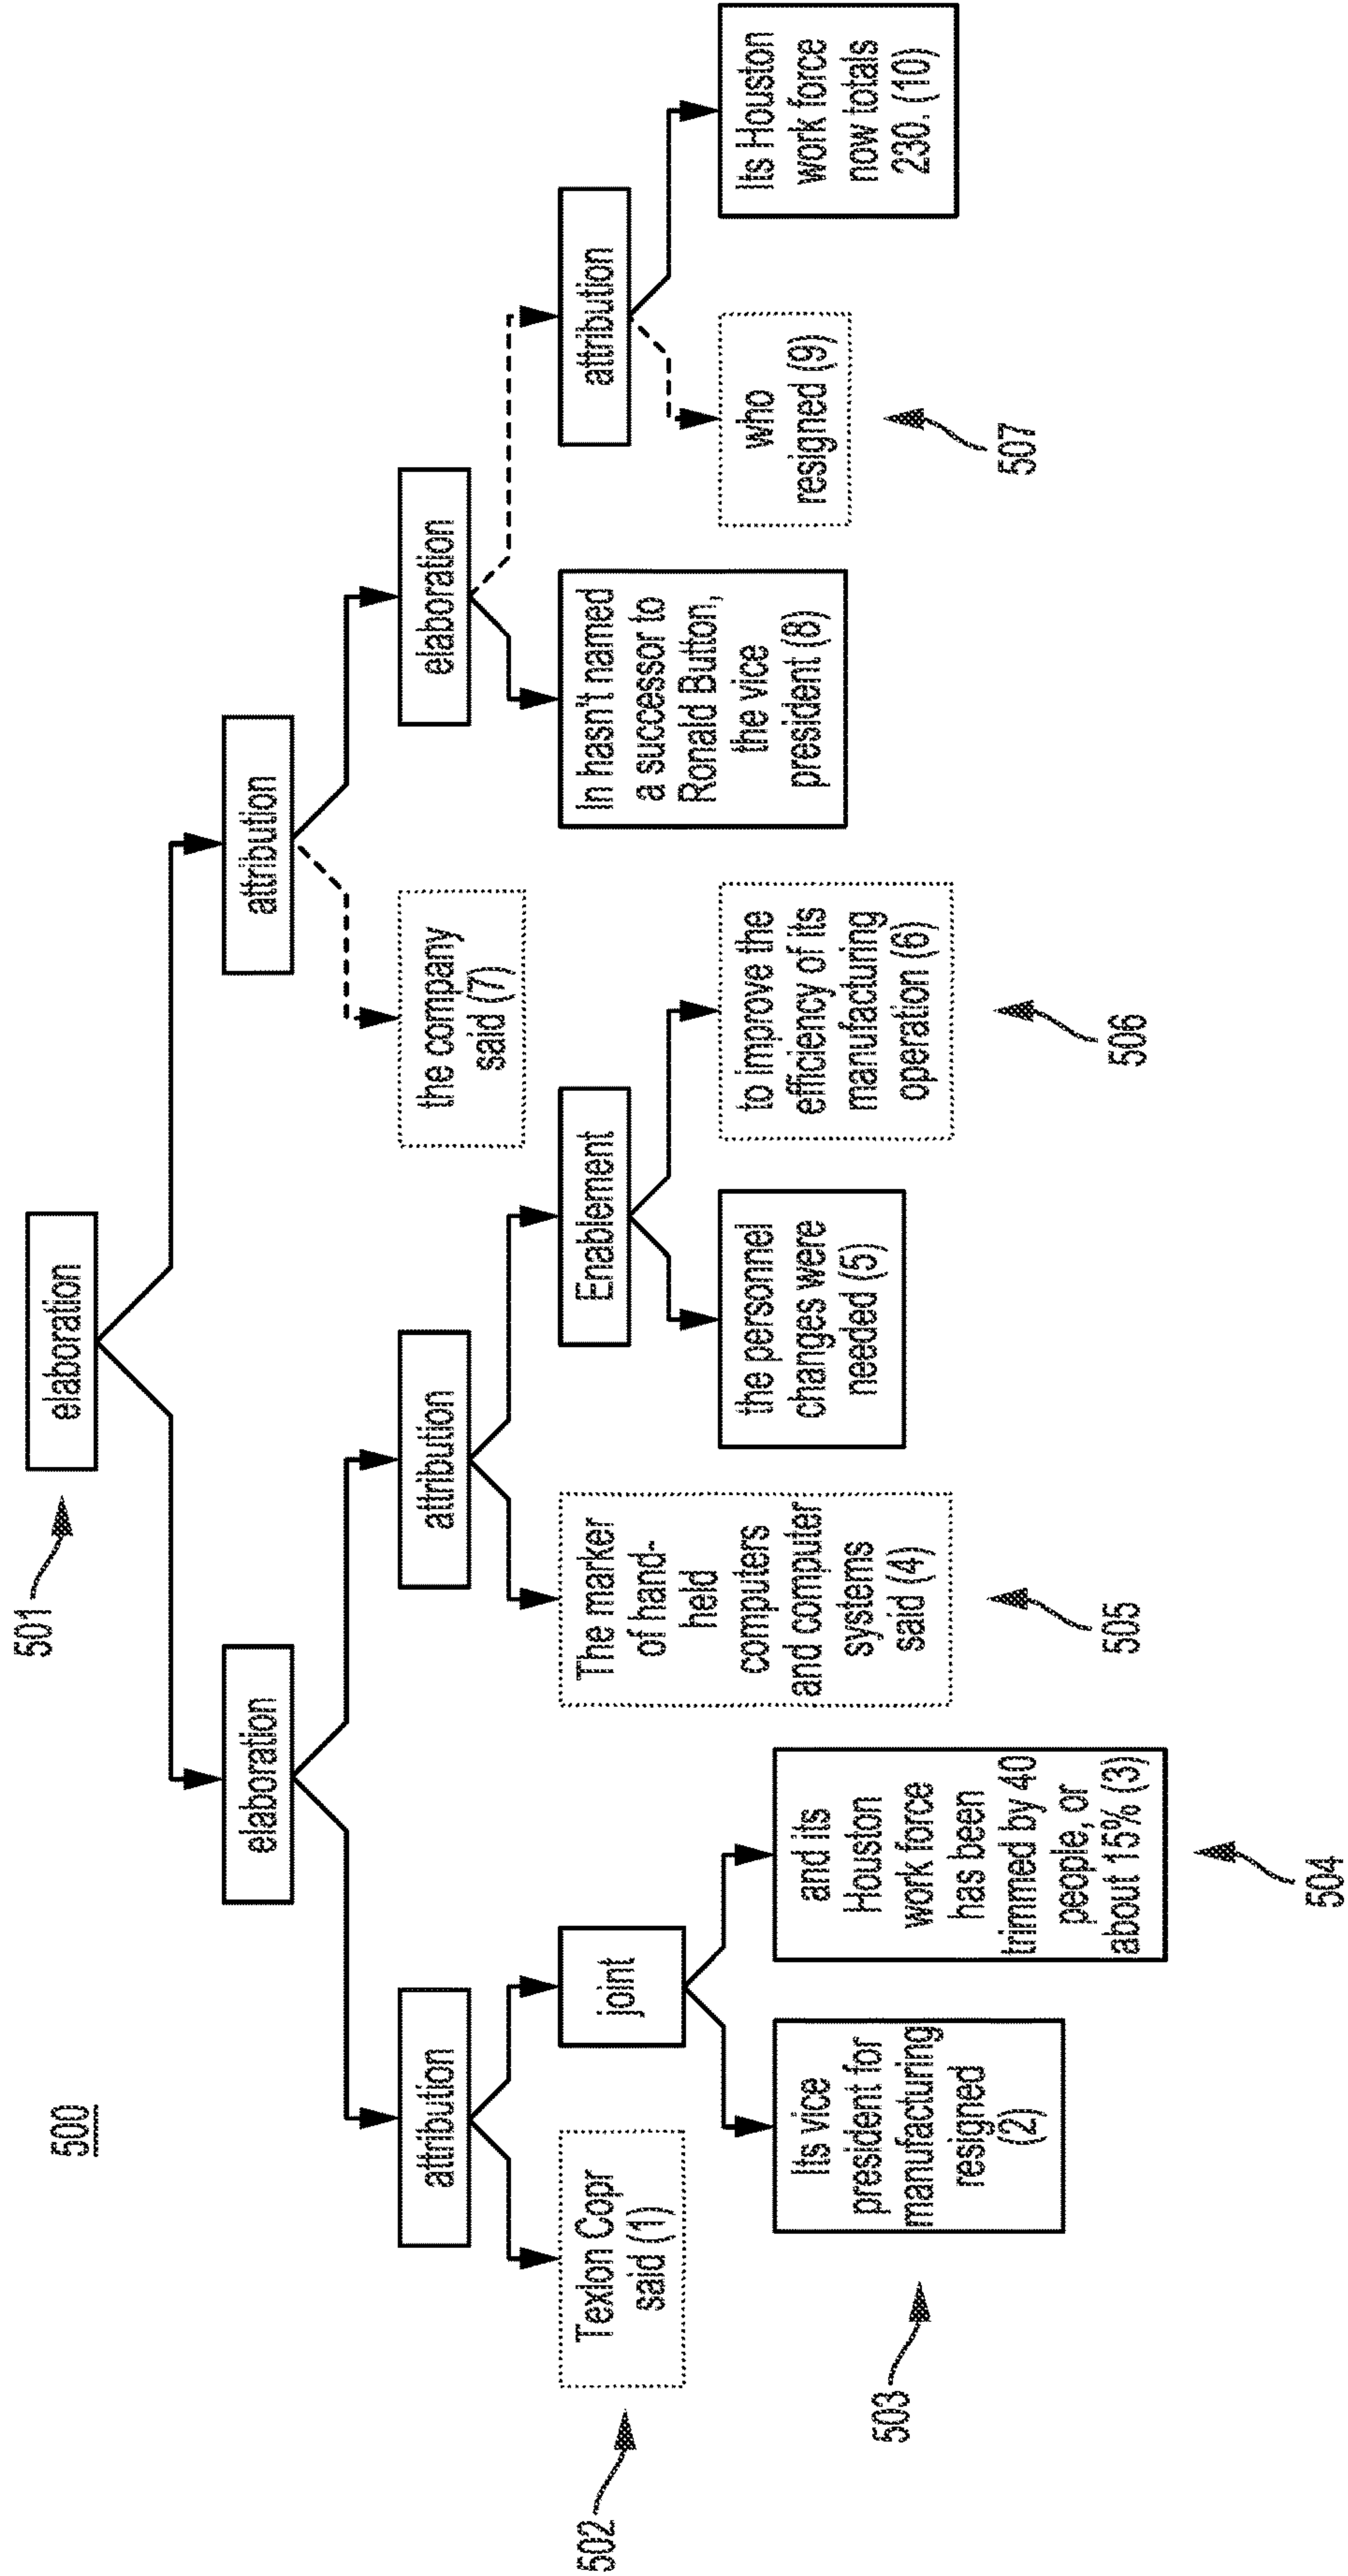 500
501
elaboration
elaboration
attribution
attribution
attribution
elaboration
Texlon Copr
said (1)
joint
The marker
of hand-
held
computers
and computer
systems
said (4)
Enablement
the company
said (7)
In hasn't named
a successor to
Ronald Button,
the vice
president (8)
attribution
Its vice
president for
manufacturing
resigned
(2)
and its
Houston
work force
has been
trimmed by 40
people, or
about 15% (3)
the personnel
changes were
needed (5)
to improve the
efficiency of its
manufacturing
operation (6)
who
resigned (9)
Its Houston
work force
now totals
230. (10)
502
503
504
505
506
507